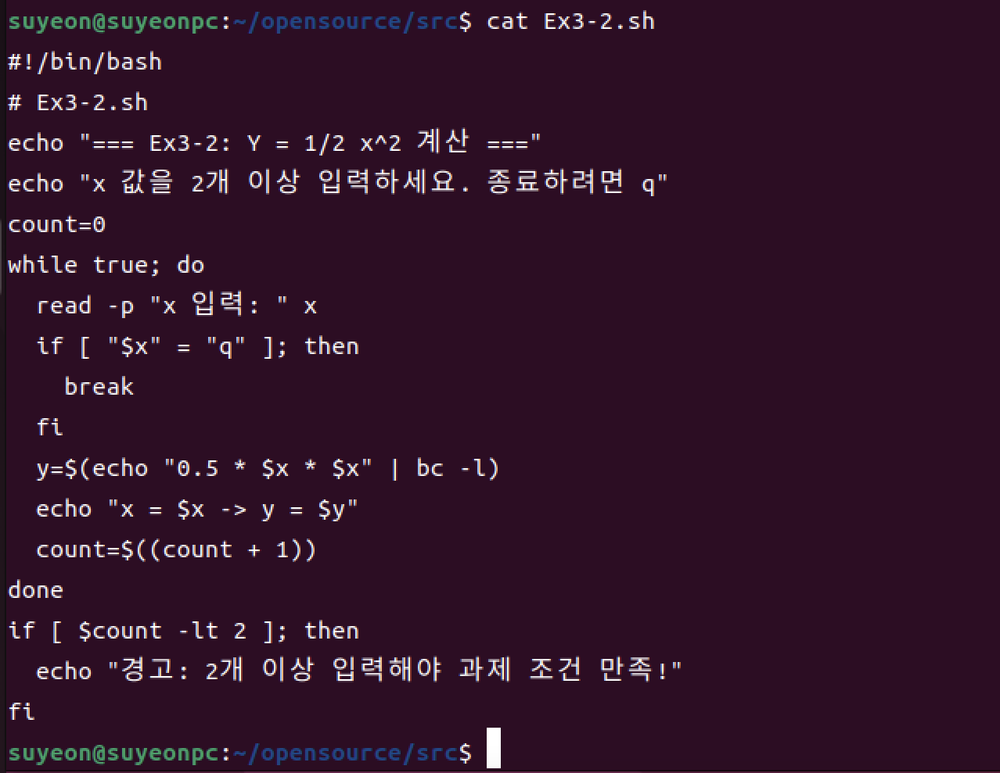 suyeon@suyeonpc:~/opensource/src$ cat Ex3-2.sh
#!/bin/bash
# Ex3-2.sh
echo "=== Ex3-2: Y = 1/2 x^2 계산 ==="
echo "x 값을 2개 이상 입력하세요. 종료하려면 q"
count=0
while true; do
  read -p "x 입력: " x
  if [ "$x" = "q" ]; then
    break
  fi
  y=$(echo "0.5 * $x * $x" | bc -l)
  echo "x = $x -> y = $y"
  count=$((count + 1))
done
if [ $count -lt 2 ]; then
  echo "경고: 2개 이상 입력해야 과제 조건 만족!"
fi
suyeon@suyeonpc:~/opensource/src$